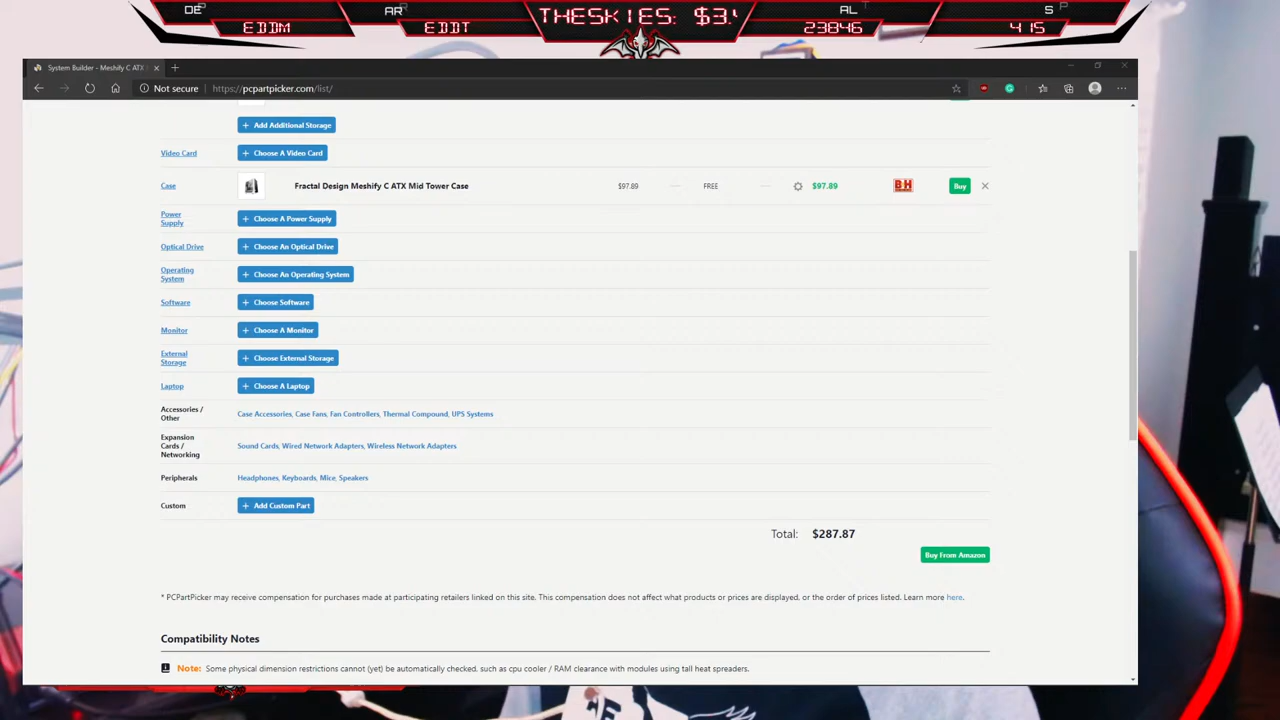 DE
AR
THESKIES: $3.
AL
S
EDDM
EDDT
23846
415
System Builder - Meshify C ATX
Not secure https://pcpartpicker.com/list/
+ Add Additional Storage
Video Card + Choose A Video Card
Case Fractal Design Meshify C ATX Mid Tower Case $97.89 — FREE — $97.89 B&H Buy ×
Power
Supply
+ Choose A Power Supply
Optical Drive + Choose An Optical Drive
Operating
System
+ Choose An Operating System
Software + Choose Software
Monitor + Choose A Monitor
External
Storage
+ Choose External Storage
Laptop + Choose A Laptop
Accessories /
Other
Case Accessories, Case Fans, Fan Controllers, Thermal Compound, UPS Systems
Expansion
Cards /
Networking
Sound Cards, Wired Network Adapters, Wireless Network Adapters
Peripherals Headphones, Keyboards, Mice, Speakers
Custom + Add Custom Part
Total: $287.87
Buy From Amazon
* PCPartPicker may receive compensation for purchases made at participating retailers linked on this site. This compensation does not affect what products or prices are displayed, or the order of prices listed. Learn more here.
Compatibility Notes
Note: Some physical dimension restrictions cannot (yet) be automatically checked, such as cpu cooler / RAM clearance with modules using tall heat spreaders.